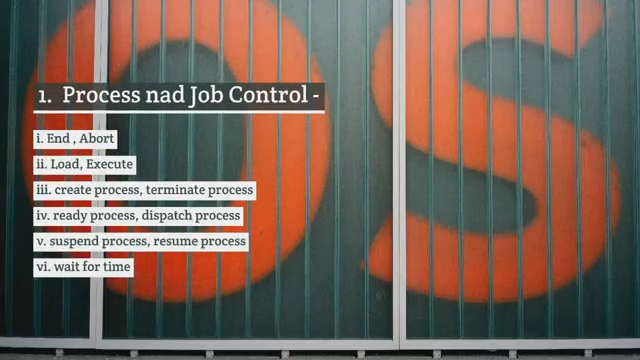 OS
1. Process nad Job Control -
i. End , Abort
ii. Load, Execute
iii. create process, terminate process
iv. ready process, dispatch process
v. suspend process, resume process
vi. wait for time